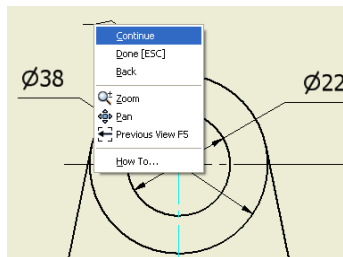 Continue
Done [ESC]
Back
Ø38
Ø22
Zoom
Pan
Previous View F5
How To...